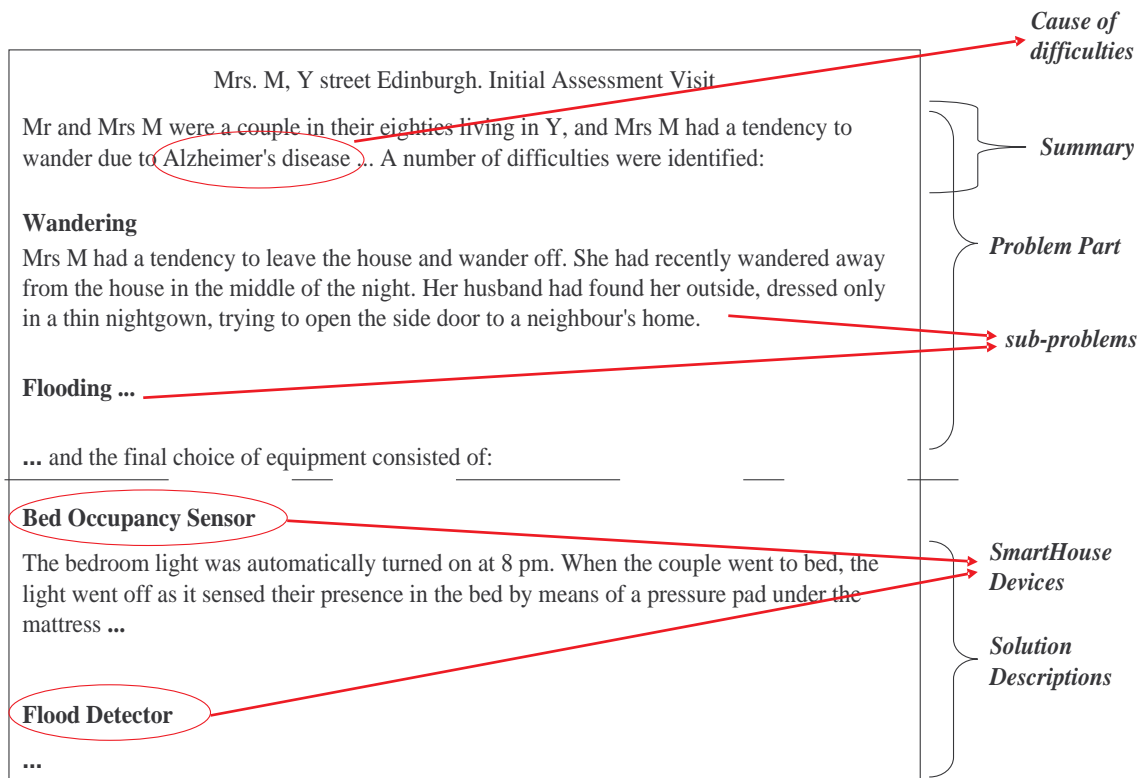 Cause of
difficulties
Mrs. M, Y street Edinburgh. Initial Assessment Visit
Mr and Mrs M were a couple in their eighties living in Y, and Mrs M had a tendency to
wander due to Alzheimer's disease ... A number of difficulties were identified:
Summary
Wandering
Mrs M had a tendency to leave the house and wander off. She had recently wandered away
from the house in the middle of the night. Her husband had found her outside, dressed only
in a thin nightgown, trying to open the side door to a neighbour's home.
Problem Part
sub-problems
Flooding ...
... and the final choice of equipment consisted of:
Bed Occupancy Sensor
The bedroom light was automatically turned on at 8 pm. When the couple went to bed, the
light went off as it sensed their presence in the bed by means of a pressure pad under the
mattress ...
SmartHouse
Devices
Solution
Descriptions
Flood Detector
...